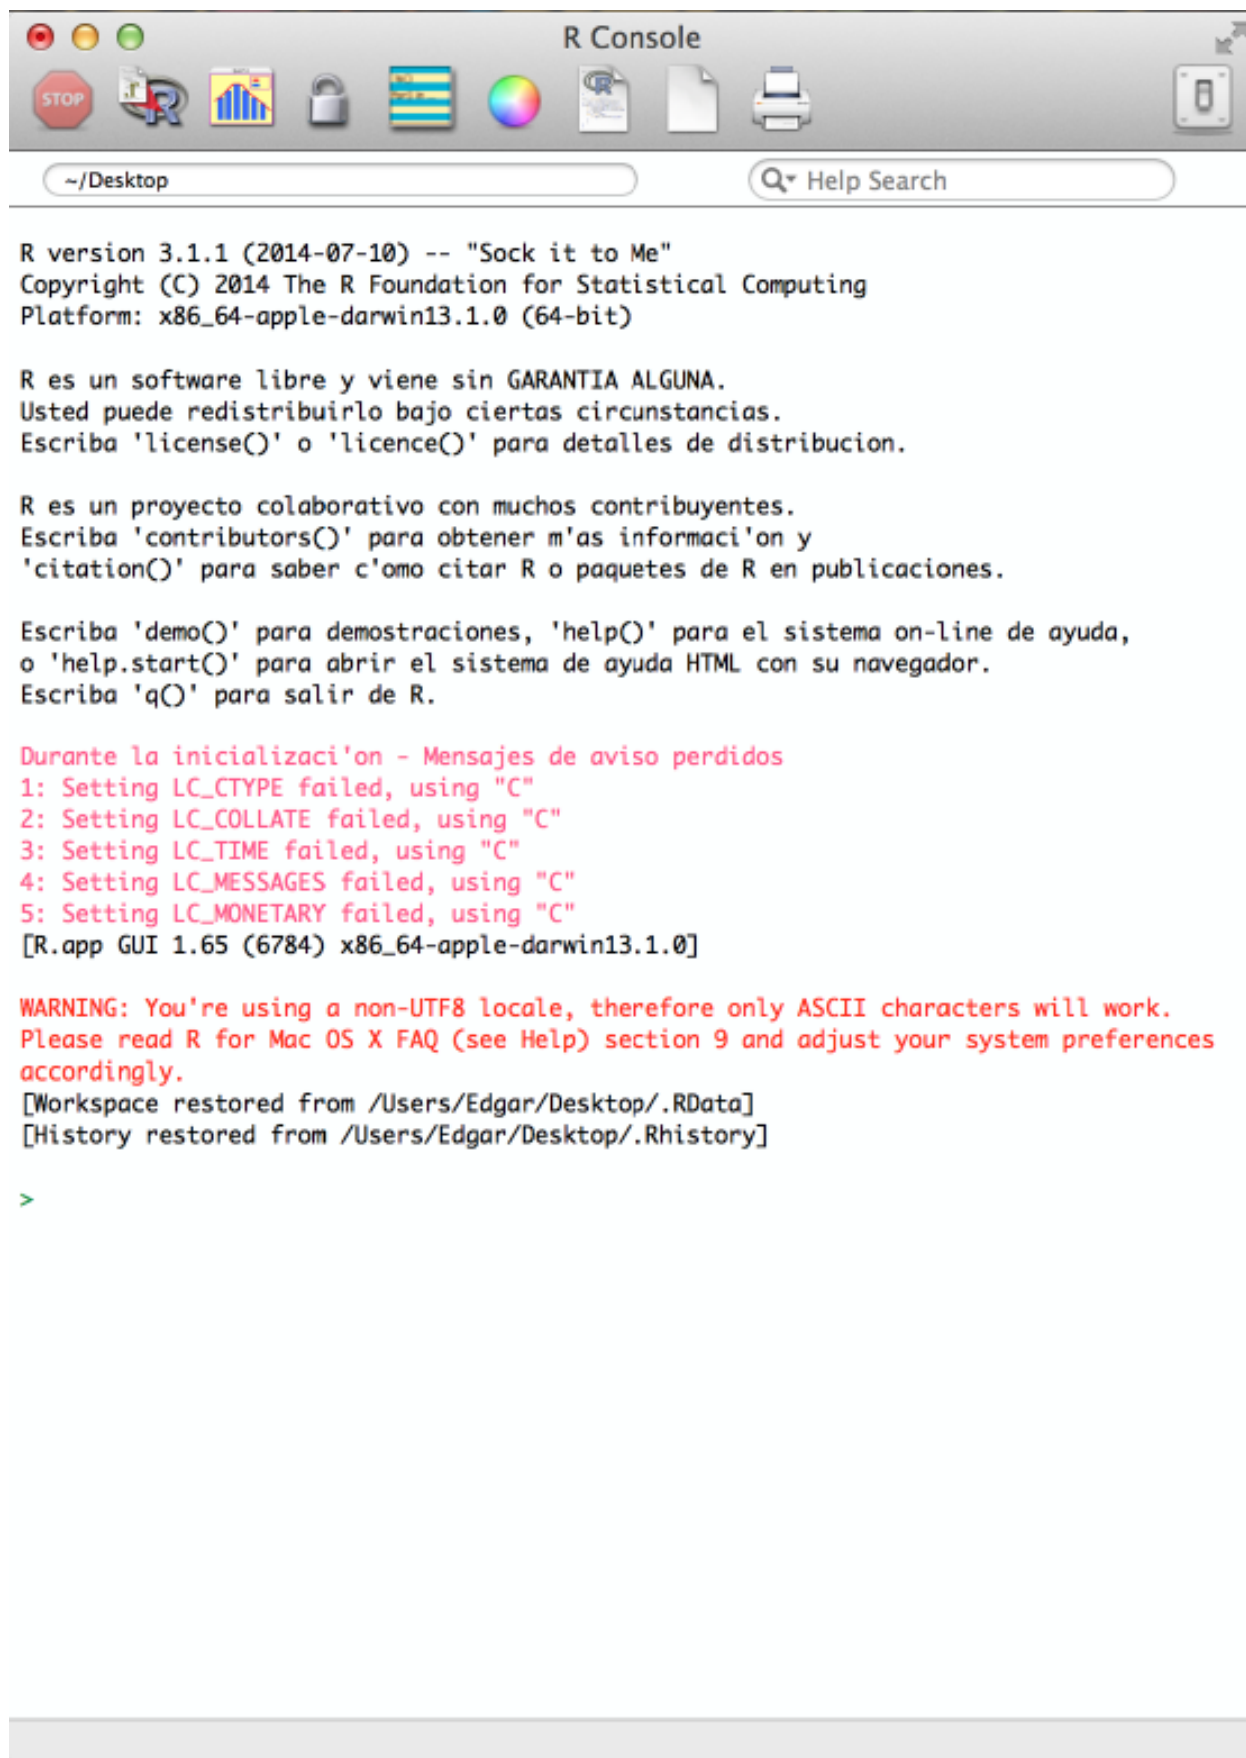 R Console
STOP
~/Desktop
Help Search
R version 3.1.1 (2014-07-10) -- "Sock it to Me"
Copyright (C) 2014 The R Foundation for Statistical Computing
Platform: x86_64-apple-darwin13.1.0 (64-bit)
R es un software libre y viene sin GARANTIA ALGUNA.
Usted puede redistribuirlo bajo ciertas circunstancias.
Escriba 'license()' o 'licence()' para detalles de distribucion.
R es un proyecto colaborativo con muchos contribuyentes.
Escriba 'contributors()' para obtener m'as informaci'on y
'citation()' para saber c'omo citar R o paquetes de R en publicaciones.
Escriba 'demo()' para demostraciones, 'help()' para el sistema on-line de ayuda,
o 'help.start()' para abrir el sistema de ayuda HTML con su navegador.
Escriba 'q()' para salir de R.
Durante la inicializaci'on - Mensajes de aviso perdidos
1: Setting LC_CTYPE failed, using "C"
2: Setting LC_COLLATE failed, using "C"
3: Setting LC_TIME failed, using "C"
4: Setting LC_MESSAGES failed, using "C"
5: Setting LC_MONETARY failed, using "C"
[R.app GUI 1.65 (6784) x86_64-apple-darwin13.1.0]
WARNING: You're using a non-UTF8 locale, therefore only ASCII characters will work.
Please read R for Mac OS X FAQ (see Help) section 9 and adjust your system preferences
accordingly.
[Workspace restored from /Users/Edgar/Desktop/.RData]
[History restored from /Users/Edgar/Desktop/.Rhistory]
>